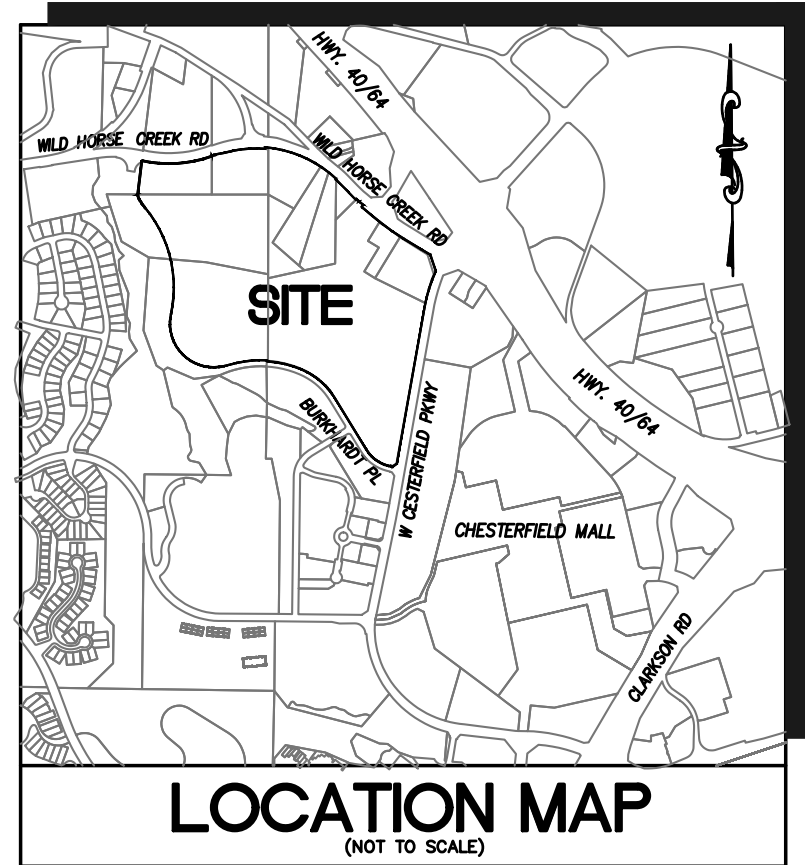 HWY. 40/64
WILD HORSE CREEK RD
WILD HORSE CREEK RD
SITE
HWY. 40/64
BURKHARDT PL
W CESTERFIELD PKWY
CHESTERFIELD MALL
CLARKSON RD
LOCATION MAP
(NOT TO SCALE)